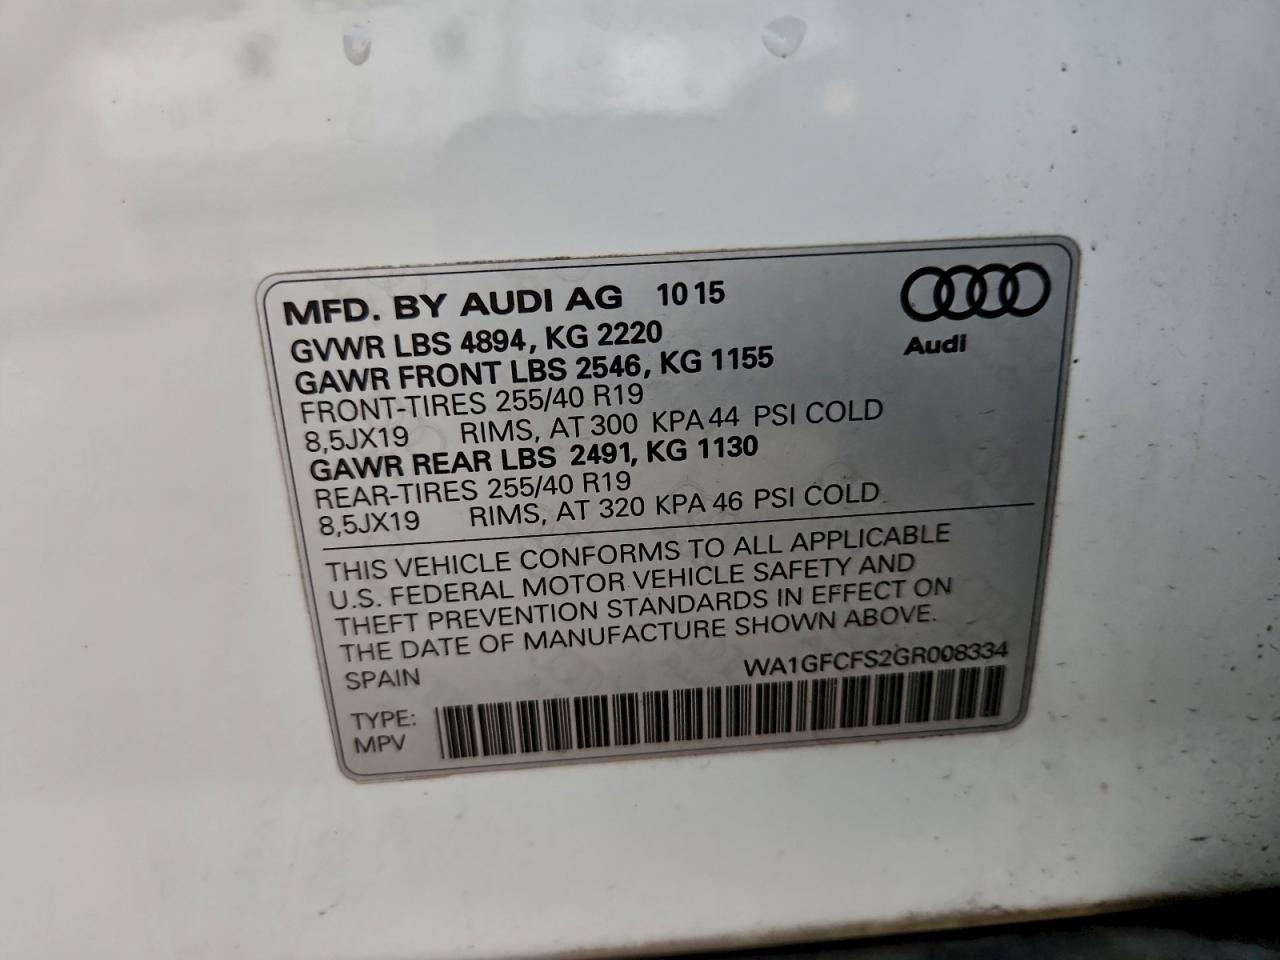 MFD. BY AUDI AG 10 15
Audi
GVWR LBS 4894, KG 2220
GAWR FRONT LBS 2546, KG 1155
FRONT-TIRES 255/40 R19
8,5JX19 RIMS, AT 300 KPA 44 PSI COLD
GAWR REAR LBS 2491, KG 1130
REAR-TIRES 255/40 R19
8,5JX19 RIMS, AT 320 KPA 46 PSI COLD
THIS VEHICLE CONFORMS TO ALL APPLICABLE
U.S. FEDERAL MOTOR VEHICLE SAFETY AND
THEFT PREVENTION STANDARDS IN EFFECT ON
THE DATE OF MANUFACTURE SHOWN ABOVE.
SPAIN WA1GFCFS2GR008334
TYPE:
MPV